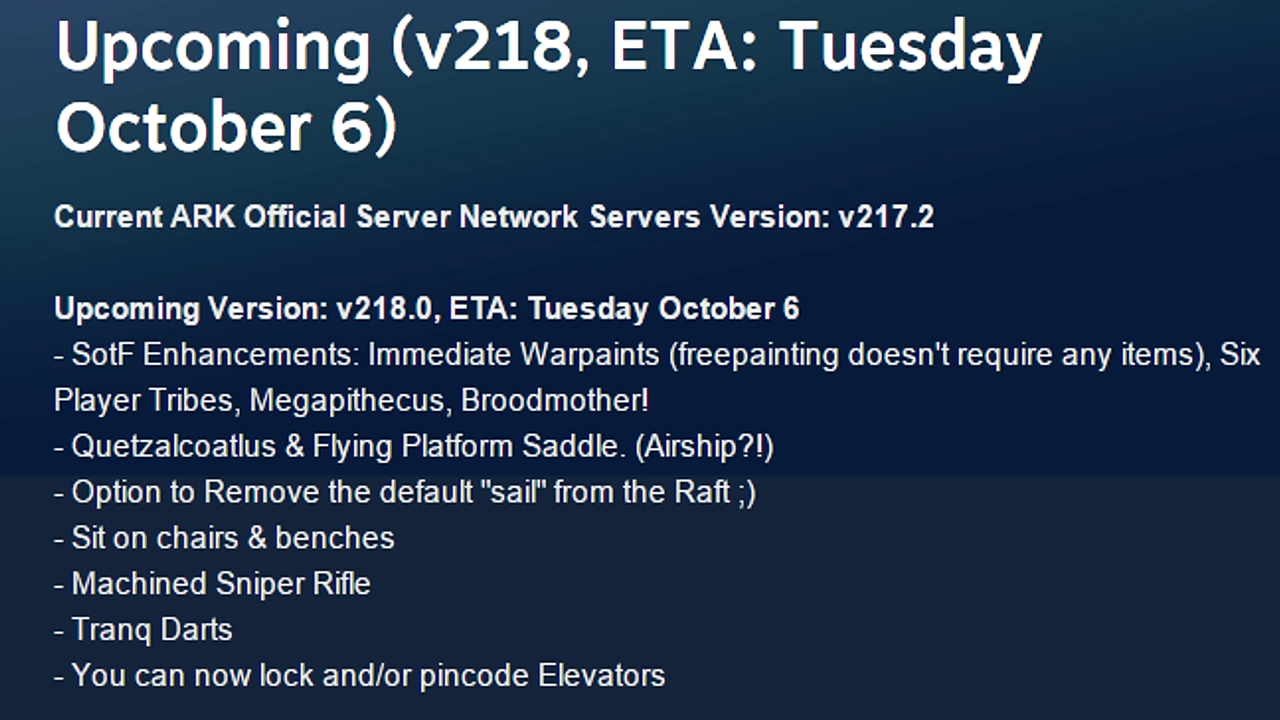 Upcoming (v218, ETA: Tuesday
October 6)
Current ARK Official Server Network Servers Version: v217.2
Upcoming Version: v218.0, ETA: Tuesday October 6
- SotF Enhancements: Immediate Warpaints (freepainting doesn't require any items), Six
Player Tribes, Megapithecus, Broodmother!
- Quetzalcoatlus & Flying Platform Saddle. (Airship?!)
- Option to Remove the default "sail" from the Raft ;)
- Sit on chairs & benches
- Machined Sniper Rifle
- Tranq Darts
- You can now lock and/or pincode Elevators